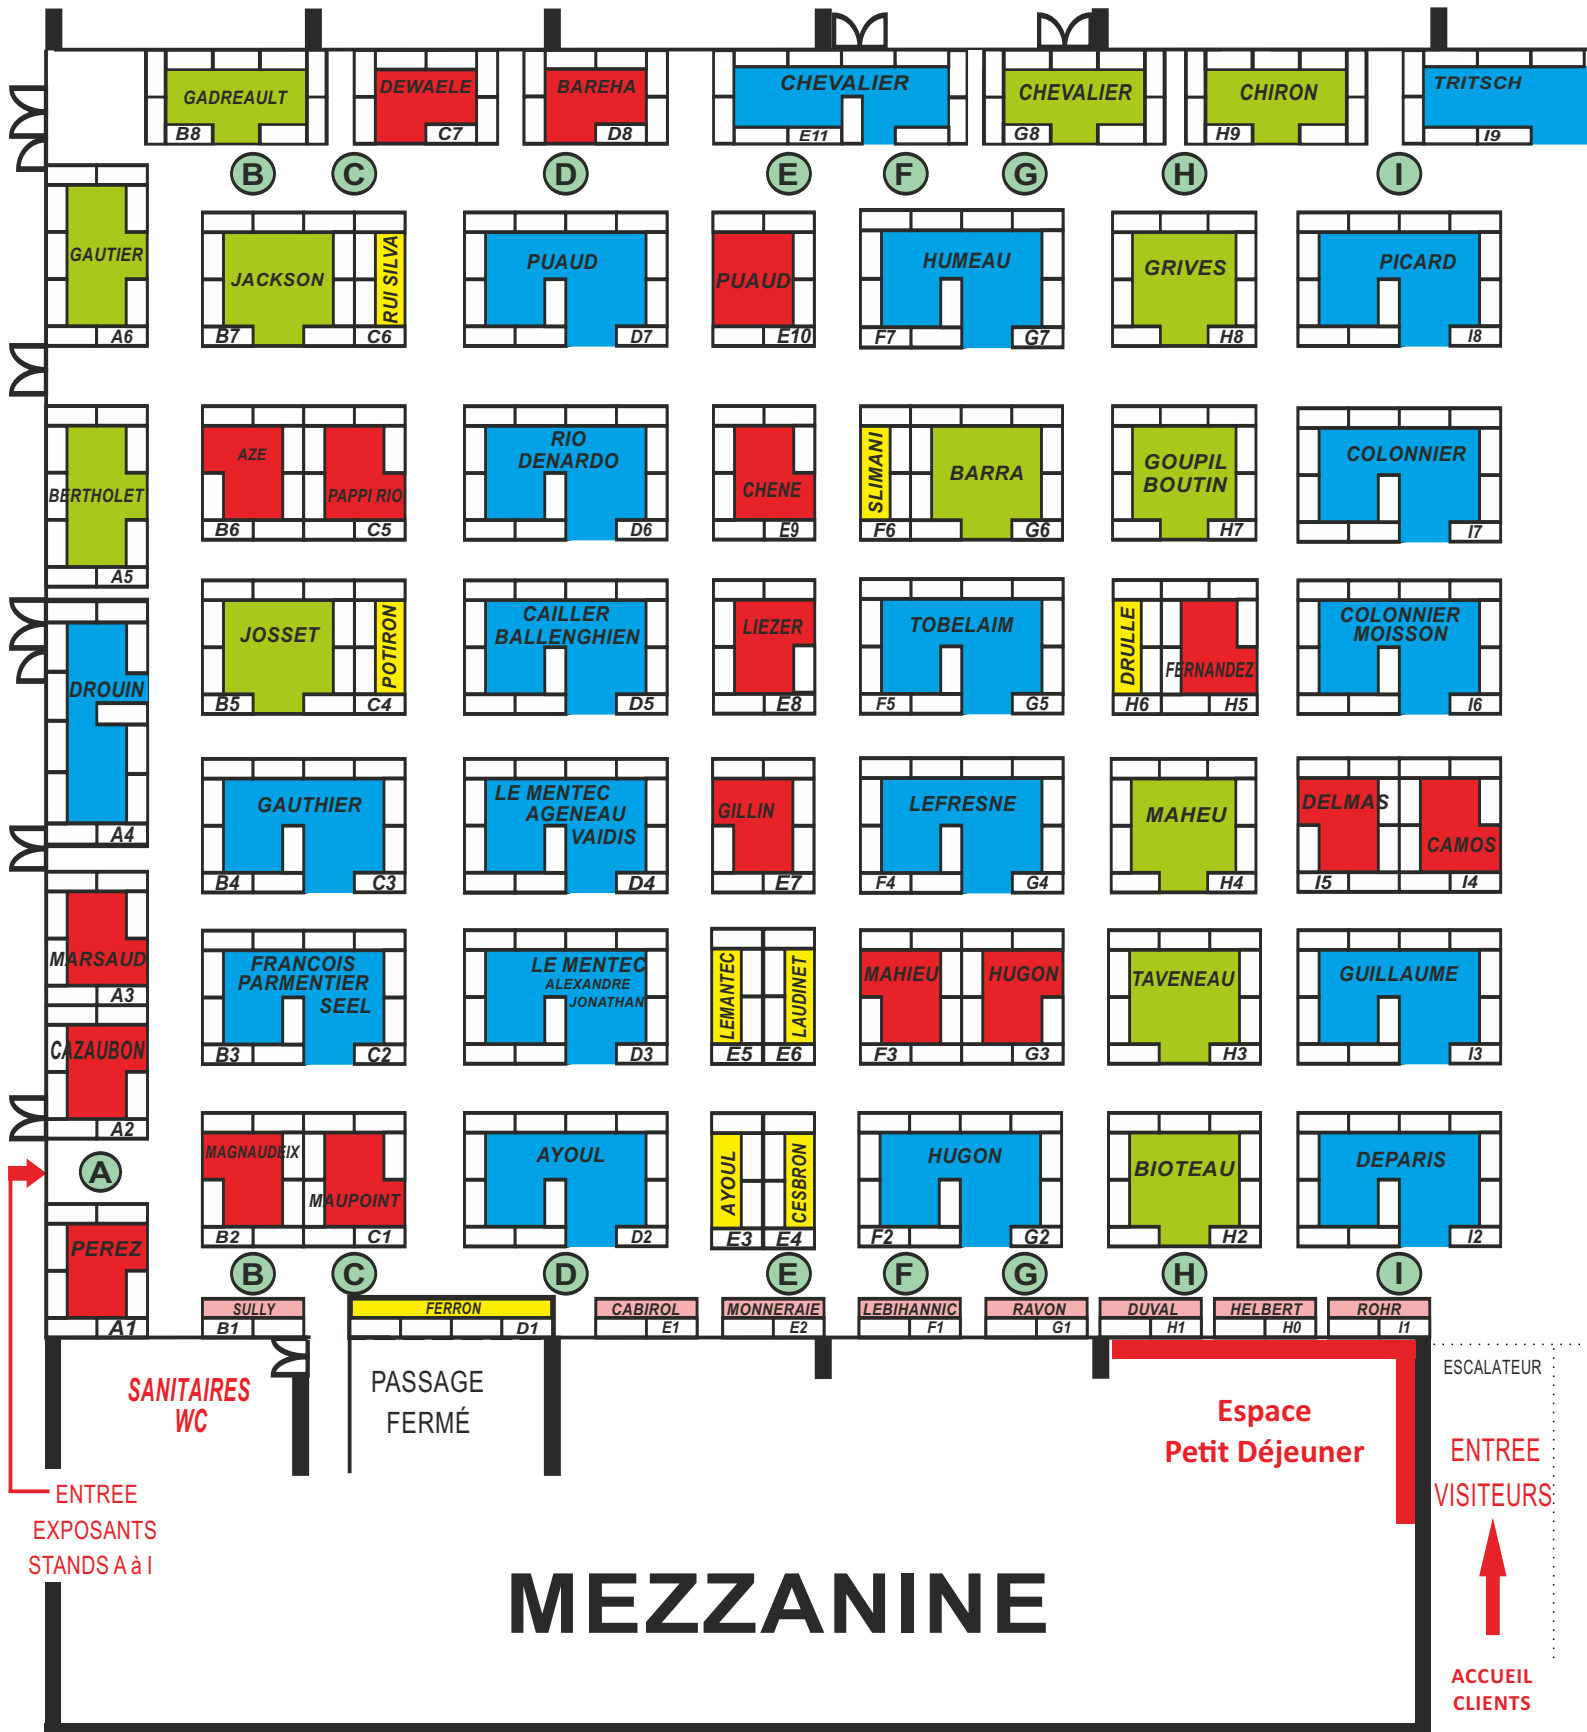 GADREAULT
B8
DEWAELE
C7
BAREHA
D8
CHEVALIER
E11
CHEVALIER
G8
CHIRON
H9
TRITSCH
I9
B
C
D
E
F
G
H
I
GAUTIER
A6
JACKSON
B7
RUI SILVA
C6
PUAUD
D7
PUAUD
E10
HUMEAU
F7
G7
GRIVES
H8
PICARD
I8
BERTHOLET
A5
AZE
B6
PAPPI RIO
C5
RIO
DENARDO
D6
CHENE
E9
SLIMANI
F6
BARRA
G6
GOUPIL
BOUTIN
H7
COLONNIER
I7
DROUIN
A4
JOSSET
B5
POTIRON
C4
CAILLER
BALLENGHIEN
D5
LIEZER
E8
TOBELAIM
F5
G5
DRULLE
H6
FERNANDEZ
H5
COLONNIER
MOISSON
I6
GAUTHIER
B4
C3
LE MENTEC
AGENEAU
VAIDIS
D4
GILLIN
E7
LEFRESNE
F4
G4
MAHEU
H4
DELMAS
I5
CAMOS
I4
MARSAUD
A3
FRANCOIS
PARMENTIER
SEEL
B3
C2
LE MENTEC
ALEXANDRE
JONATHAN
D3
LEMANTEC
E5
LAUDINET
E6
MAHIEU
F3
HUGON
G3
TAVENEAU
H3
GUILLAUME
I3
CAZAUBON
A2
A
MAGNAUDEIX
B2
MAUPOINT
C1
AYOUL
D2
AYOUL
E3
CESBRON
E4
HUGON
F2
G2
BIOTEAU
H2
DEPARIS
I2
PEREZ
A1
B
C
D
E
F
G
H
I
SULLY
B1
FERRON
D1
CABIROL
E1
MONNERAIE
E2
LEBIHANNIC
F1
RAVON
G1
DUVAL
H1
HELBERT
H0
ROHR
I1
SANITAIRES
WC
PASSAGE
FERMÉ
Espace
Petit Déjeuner
ESCALATEUR
ENTREE
VISITEURS
ENTREE
EXPOSANTS
STANDS A à I
MEZZANINE
ACCUEIL
CLIENTS